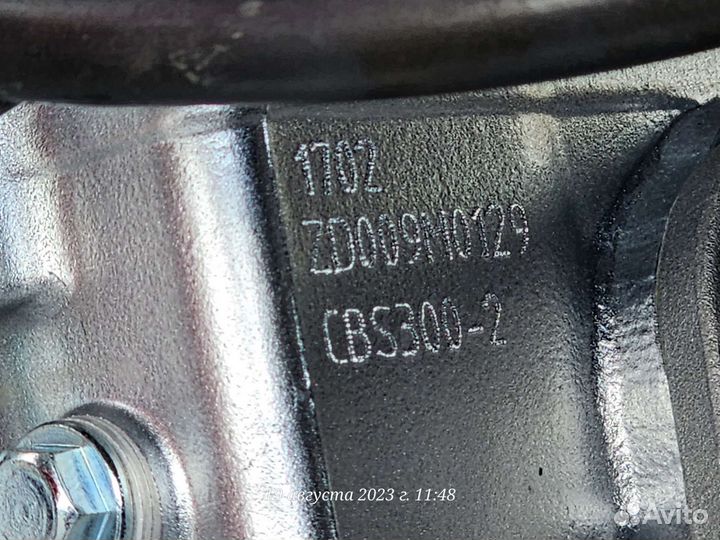 1702
ZD009M0129
CBS300-2
августа 2023 г. 11:48
Avito